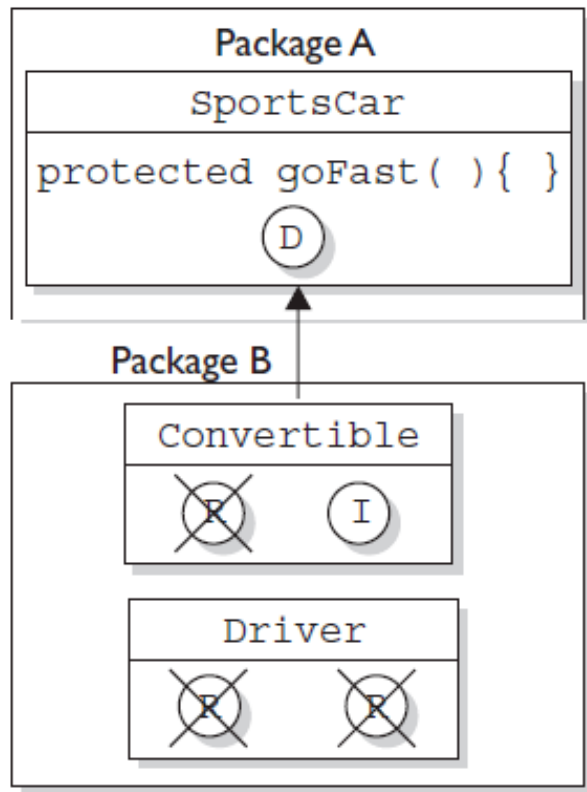 Package A
SportsCar
protected goFast( ){ }
D
Package B
Convertible
R I
Driver
R R